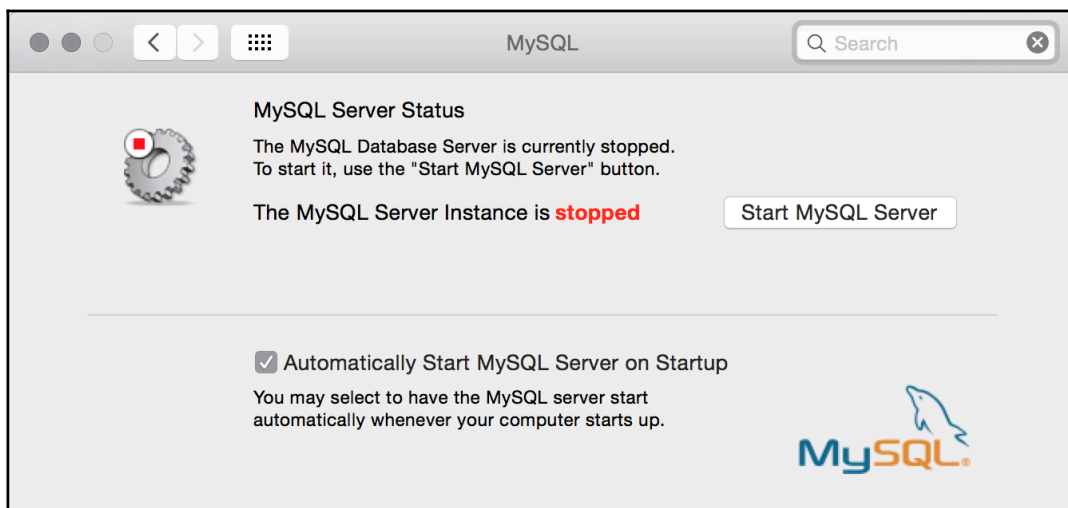 MySQL
Search
MySQL Server Status
The MySQL Database Server is currently stopped.
To start it, use the "Start MySQL Server" button.
The MySQL Server Instance is stopped
Start MySQL Server
Automatically Start MySQL Server on Startup
You may select to have the MySQL server start
automatically whenever your computer starts up.
MySQL®